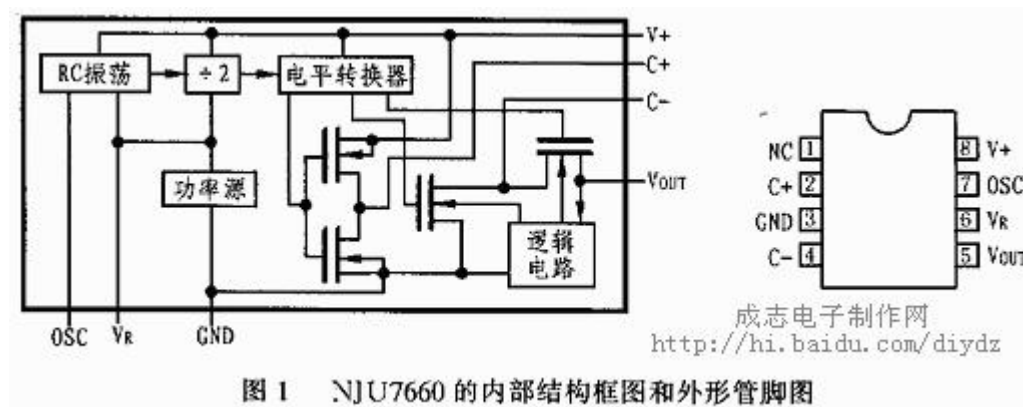 RC振荡
÷2
电平转换器
功率源
逻辑
电路
V+
C+
C-
VOUT
OSC
VR
GND
NC 1
C+ 2
GND 3
C- 4
8 V+
7 OSC
6 VR
5 VOUT
成志电子制作网
http://hi.baidu.com/diydz
图 1 NJU7660 的内部结构框图和外形管脚图